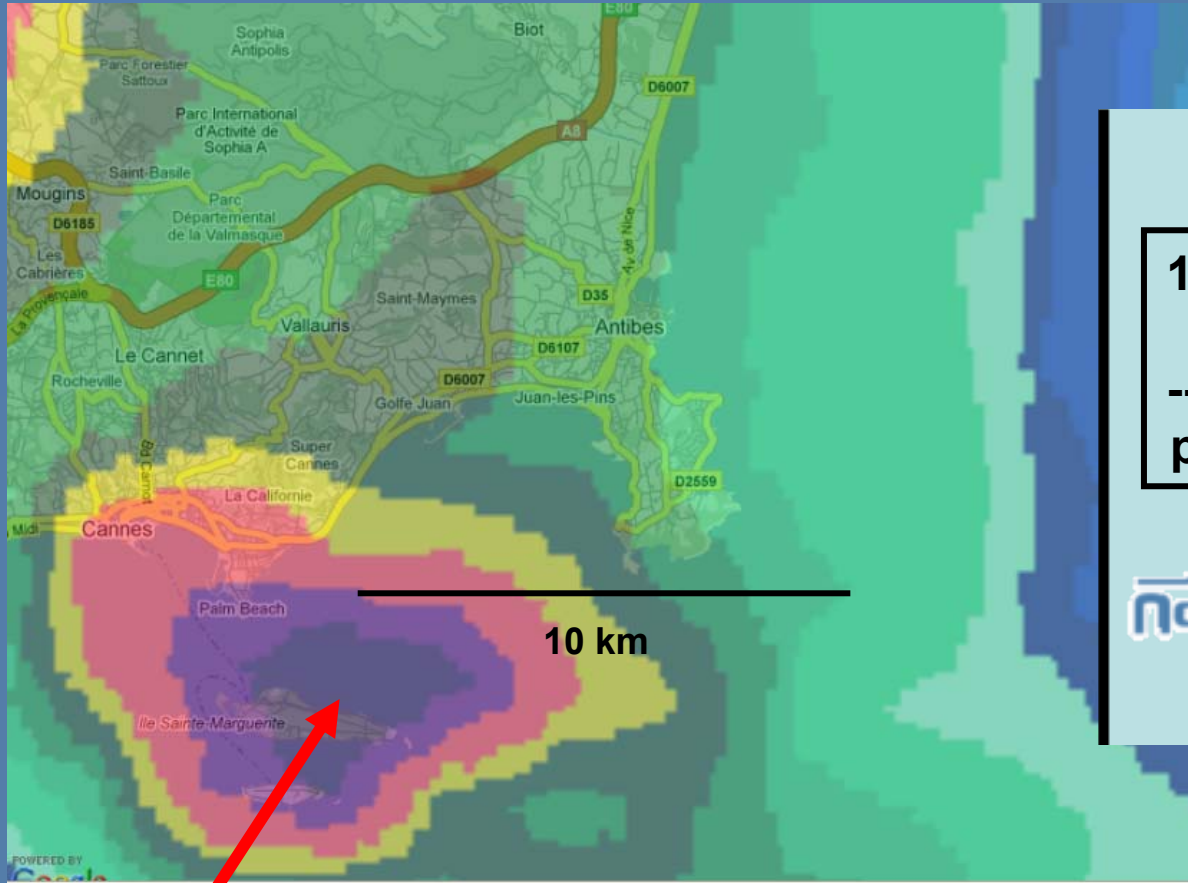 E80
Biot
Sophia
Antipolis
Parc Forestier
Sattoux
D6007
Parc International
d'Activité de
Sophia A
A8
Saint-Basile
Mougins
Parc
Départemental
de la Valmasque
D6185
Av de Nice
Les
Cabrières
E80
La Provençale
Saint-Maymes
D35
Vallauris
Antibes
D6107
Le Cannet
Rocheville
D6007
Golfe Juan
Juan-les-Pins
Bd Carnot
Super
Cannes
D2559
La Californie
Midi
Cannes
Palm Beach
10 km
Ile Sainte-Marguerite
POWERED BY
Google
1